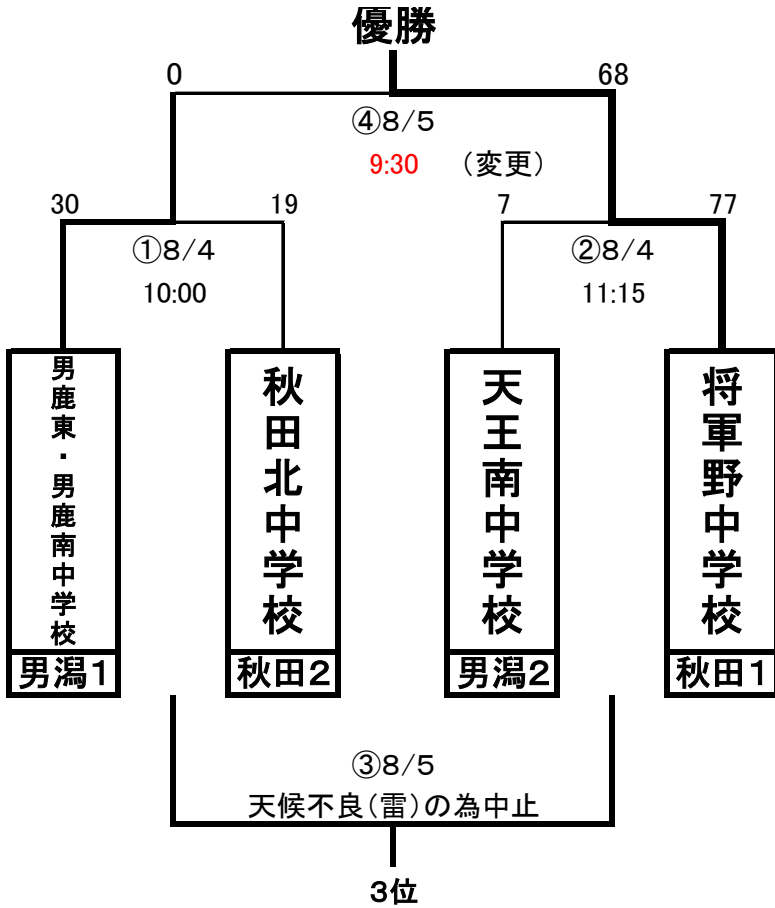 優勝
0
68
④8/5
9:30 (変更)
30
19
7
77
①8/4
②8/4
10:00
11:15
男鹿東・男鹿南中学校
秋田北中学校
天王南中学校
将軍野中学校
男潟1
秋田2
男潟2
秋田1
③8/5
天候不良(雷)の為中止
3位